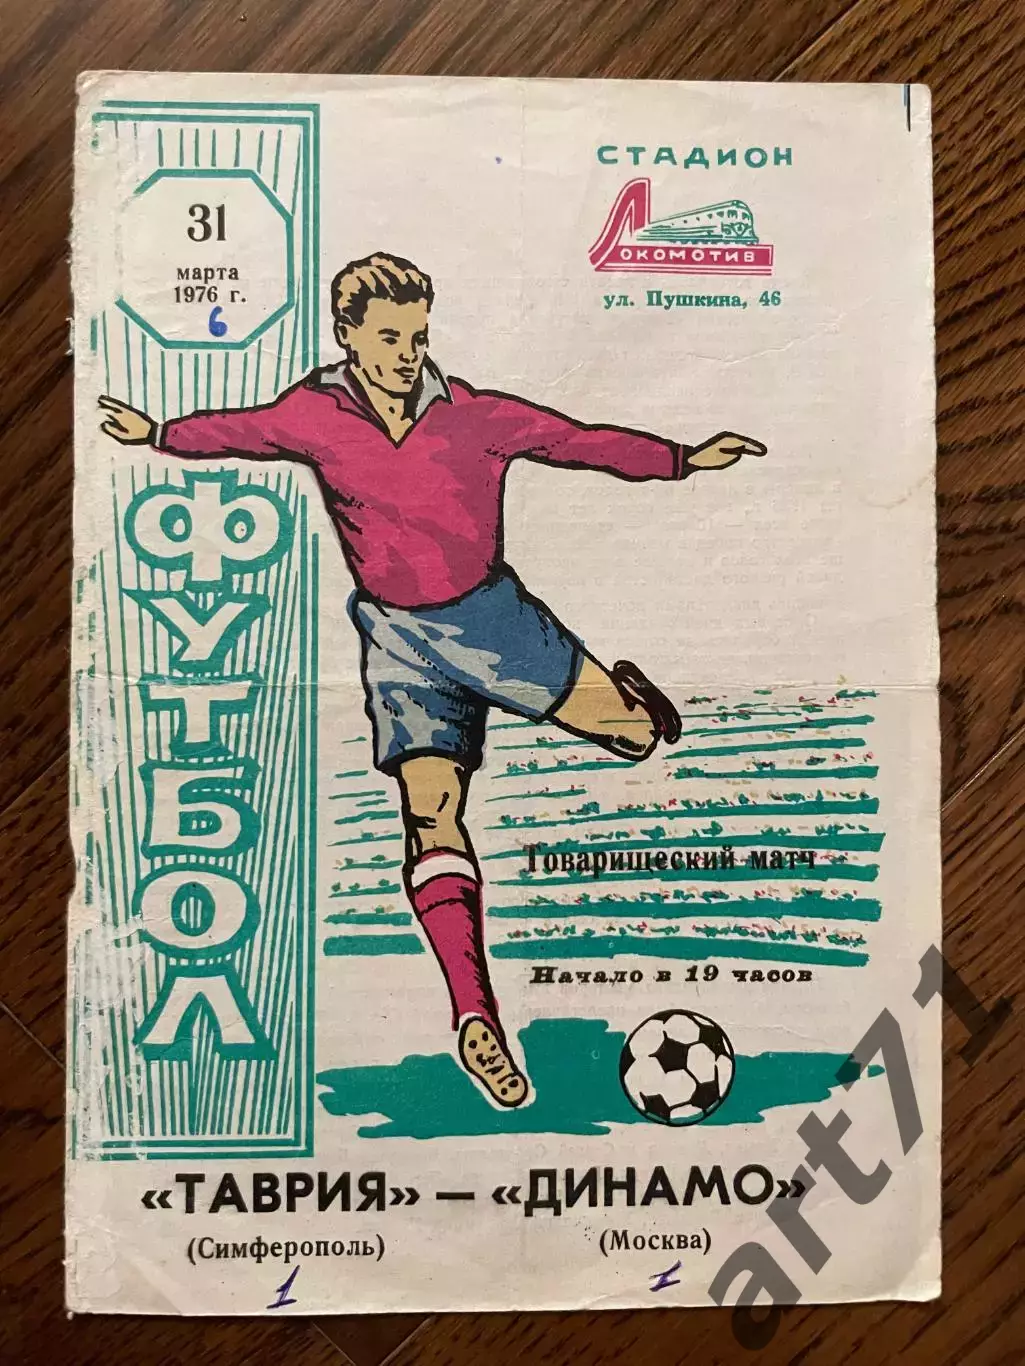 31
марта
1976 г.
6
СТАДИОН
ЛОКОМОТИВ
ул. Пушкина, 46
ФУТБОЛ
Товарищеский матч
Начало в 19 часов
«ТАВРИЯ» — «ДИНАМО»
(Симферополь) (Москва)
1 1
art71